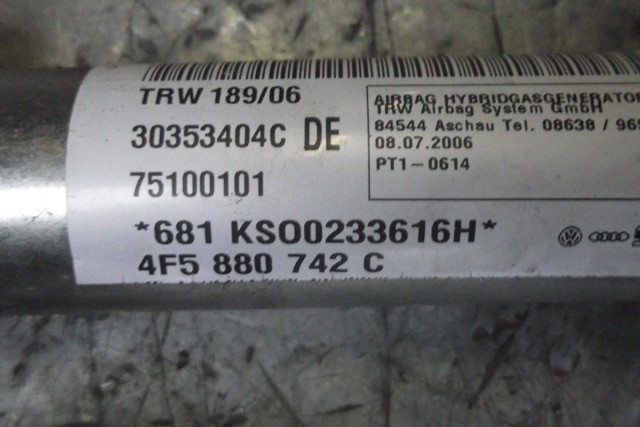 TRW 189/06
30353404C DE
75100101
*681 KSO0233616H*
4F5 880 742 C
AIRBAG HYBRIDGASGENERATOR
TRW Airbag System GmbH
84544 Aschau Tel. 08638 / 965
08.07.2006
PT1-0614